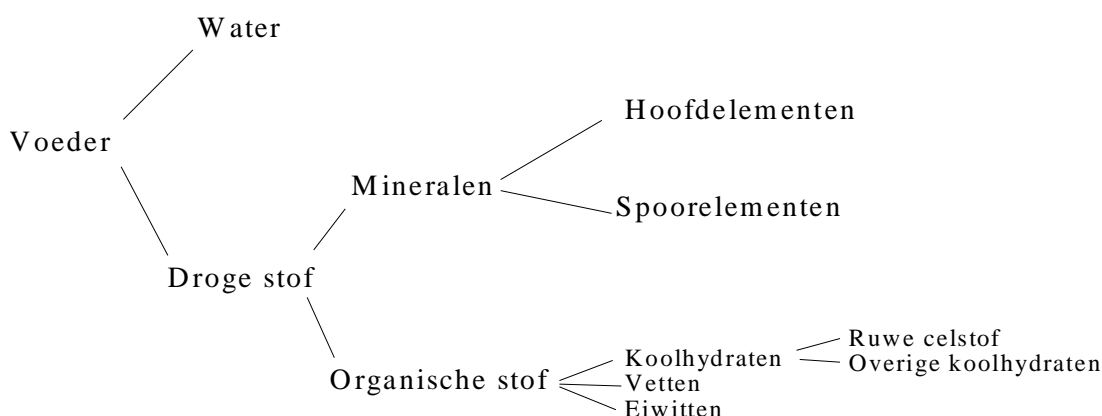 Water
Voeder
Hoofdelementen
Mineralen
Spoorelementen
Droge stof
Organische stof
Koolhydraten
Vetten
Eiwitten
Ruwe celstof
Overige koolhydraten